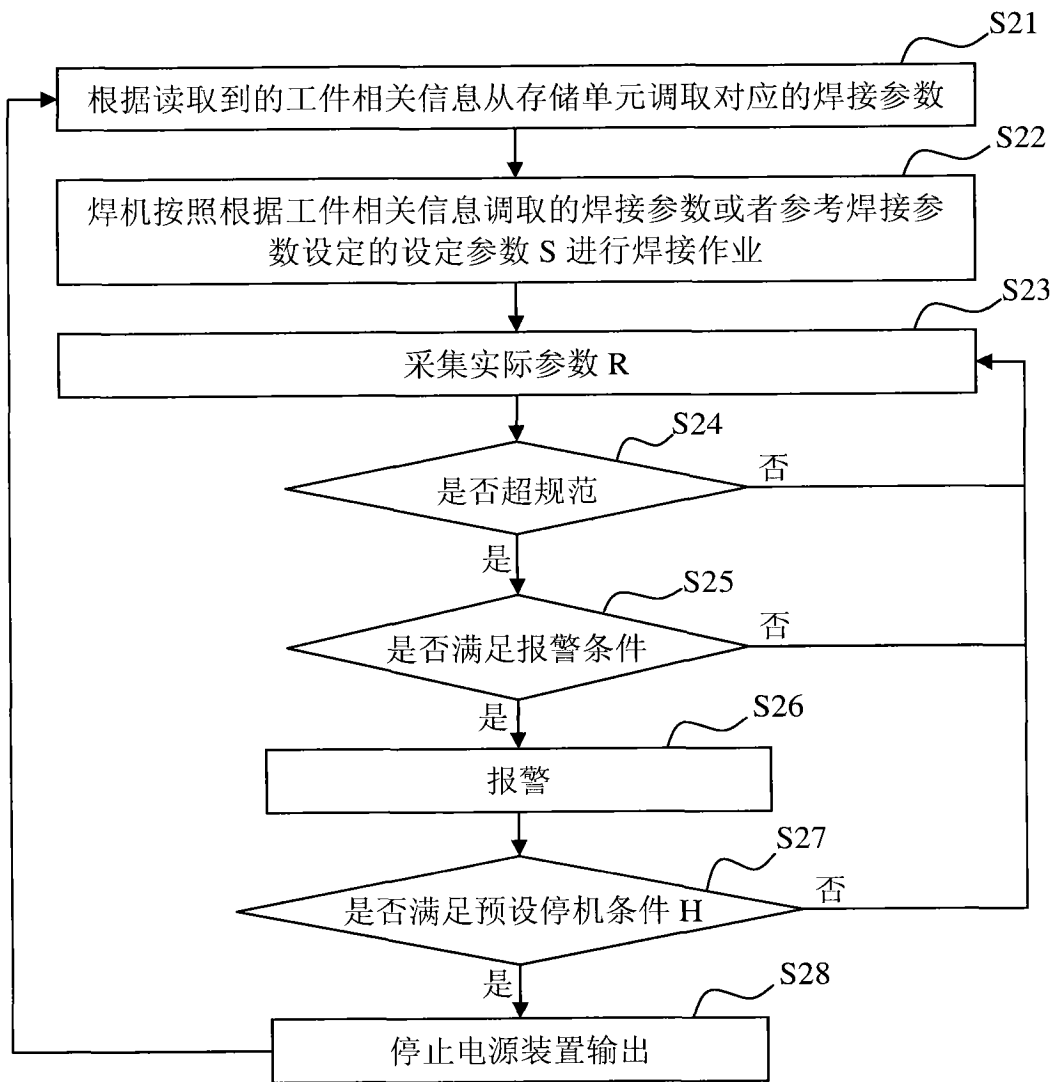 S21
根据读取到的工件相关信息从存储单元调取对应的焊接参数
S22
焊机按照根据工件相关信息调取的焊接参数或者参考焊接参
数设定的设定参数 S 进行焊接作业
S23
采集实际参数 R
S24
是否超规范
否
是
S25
是否满足报警条件
否
是
S26
报警
S27
是否满足预设停机条件 H
否
是
S28
停止电源装置输出